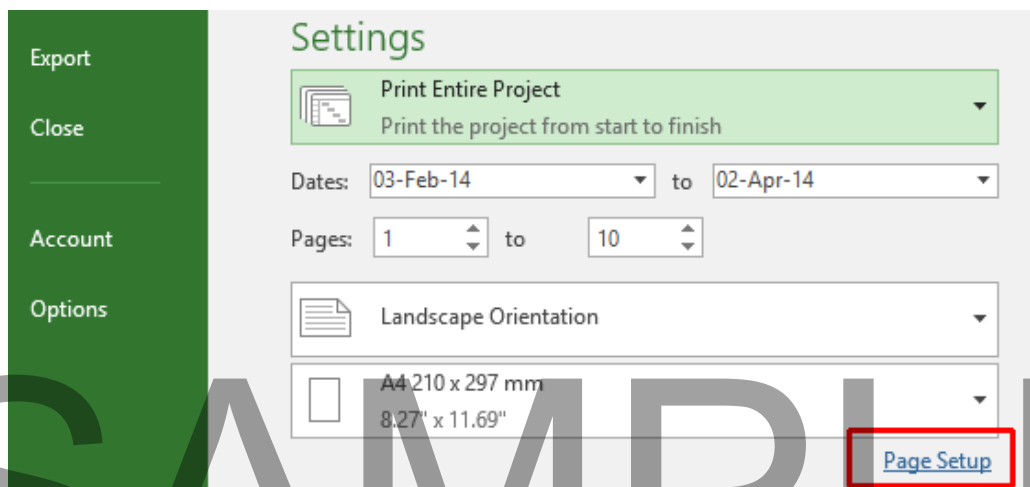 Settings
Export
Print Entire Project
Print the project from start to finish
Close
Dates: 03-Feb-14 to 02-Apr-14
Account
Pages: 1 to 10
Options
Landscape Orientation
A4 210 x 297 mm
8.27" x 11.69"
Page Setup
SAMPL